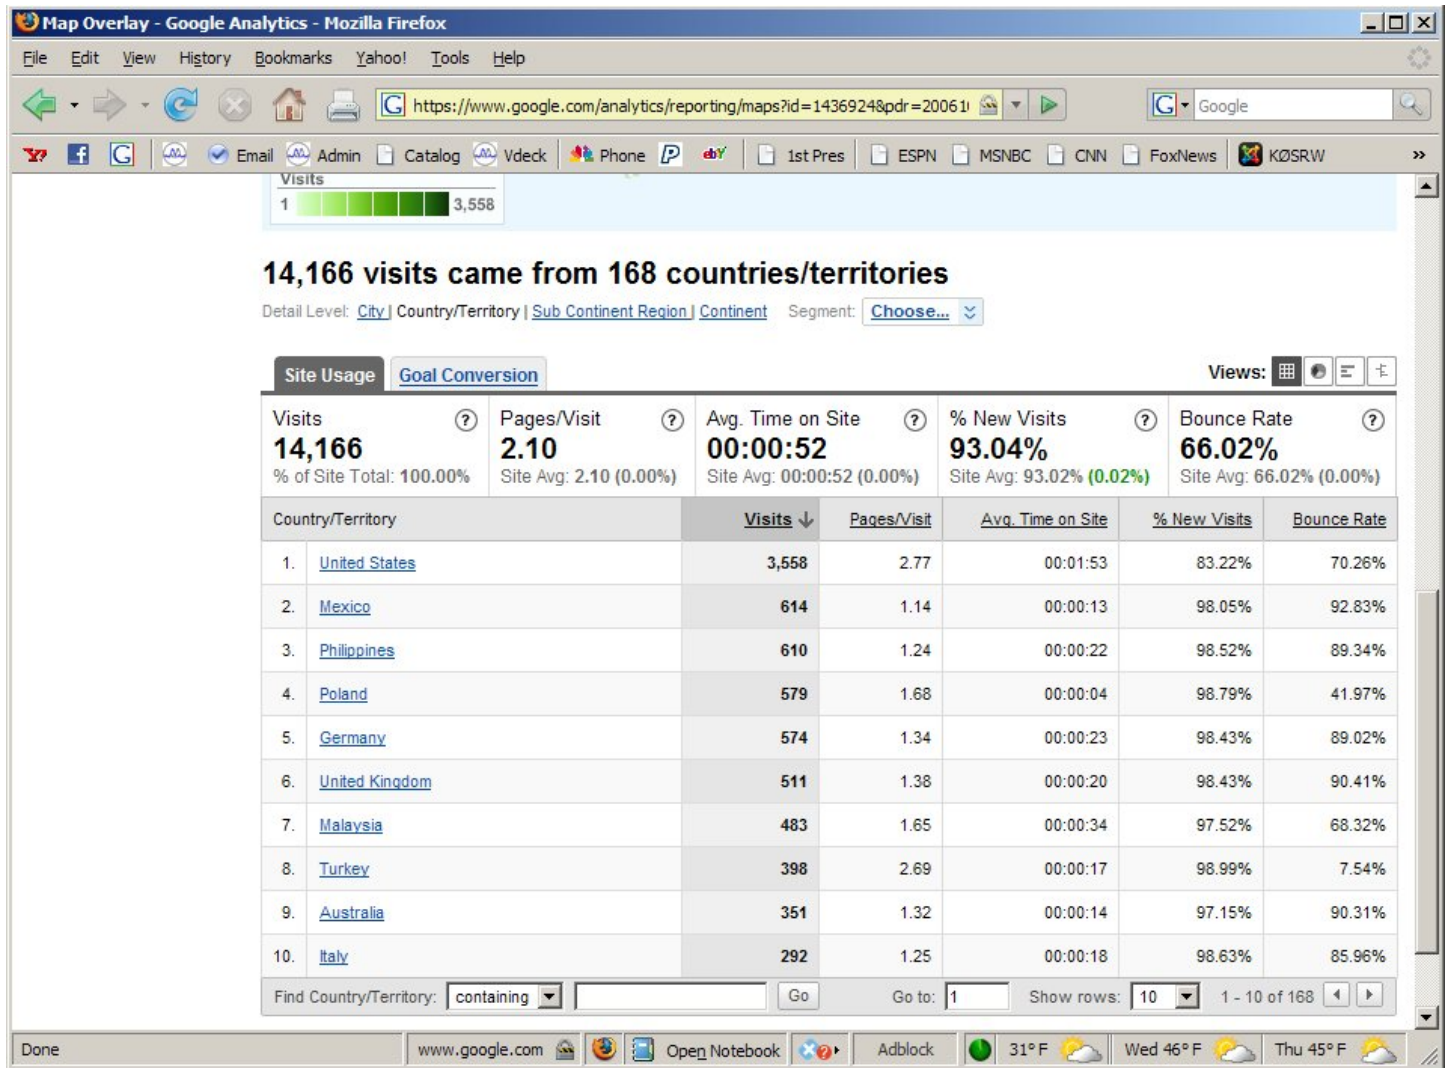 Map Overlay - Google Analytics - Mozilla Firefox
File Edit View History Bookmarks Yahoo! Tools Help
https://www.google.com/analytics/reporting/maps?id=1436924&pdr=20061 Google
Email Admin Catalog Vdeck Phone 1st Pres ESPN MSNBC CNN FoxNews KØSRW »
Visits
1 3,558
14,166 visits came from 168 countries/territories
Detail Level: City | Country/Territory | Sub Continent Region | Continent Segment: Choose...
Site Usage Goal Conversion Views:
Visits ? Pages/Visit ? Avg. Time on Site ? % New Visits ? Bounce Rate ?
14,166 2.10 00:00:52 93.04% 66.02%
% of Site Total: 100.00% Site Avg: 2.10 (0.00%) Site Avg: 00:00:52 (0.00%) Site Avg: 93.02% (0.02%) Site Avg: 66.02% (0.00%)
Country/Territory Visits ↓ Pages/Visit Avg. Time on Site % New Visits Bounce Rate
1. United States 3,558 2.77 00:01:53 83.22% 70.26%
2. Mexico 614 1.14 00:00:13 98.05% 92.83%
3. Philippines 610 1.24 00:00:22 98.52% 89.34%
4. Poland 579 1.68 00:00:04 98.79% 41.97%
5. Germany 574 1.34 00:00:23 98.43% 89.02%
6. United Kingdom 511 1.38 00:00:20 98.43% 90.41%
7. Malaysia 483 1.65 00:00:34 97.52% 68.32%
8. Turkey 398 2.69 00:00:17 98.99% 7.54%
9. Australia 351 1.32 00:00:14 97.15% 90.31%
10. Italy 292 1.25 00:00:18 98.63% 85.96%
Find Country/Territory: containing Go Go to: 1 Show rows: 10 1 - 10 of 168
Done www.google.com Open Notebook Adblock 31° F Wed 46° F Thu 45° F